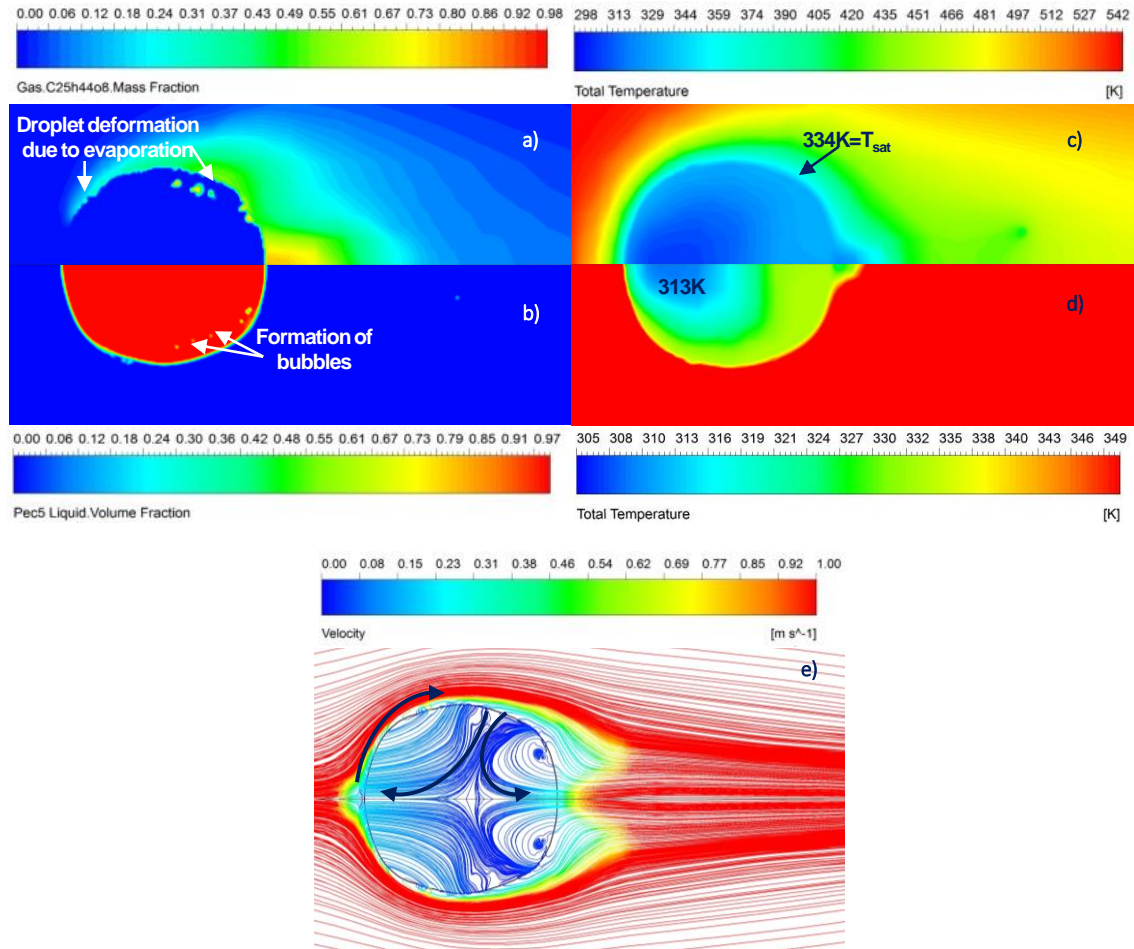 0.00 0.06 0.12 0.18 0.24 0.31 0.37 0.43 0.49 0.55 0.61 0.67 0.73 0.80 0.86 0.92 0.98
Gas.C25h44o8.Mass Fraction
298 313 329 344 359 374 390 405 420 435 451 466 481 497 512 527 542
Total Temperature [K]
Droplet deformation
due to evaporation
a)
334K=Tsat
c)
b)
Formation of
bubbles
313K
d)
0.00 0.06 0.12 0.18 0.24 0.30 0.36 0.42 0.48 0.55 0.61 0.67 0.73 0.79 0.85 0.91 0.97
Pec5 Liquid.Volume Fraction
305 308 310 313 316 319 321 324 327 330 332 335 338 340 343 346 349
Total Temperature [K]
0.00 0.08 0.15 0.23 0.31 0.38 0.46 0.54 0.62 0.69 0.77 0.85 0.92 1.00
Velocity [m s^-1]
e)